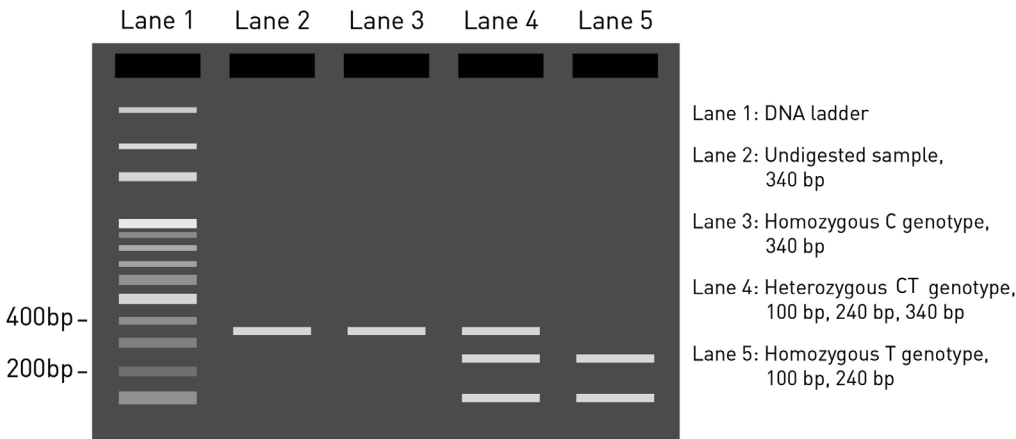 Lane 1 Lane 2 Lane 3 Lane 4 Lane 5
400bp
200bp
Lane 1: DNA ladder
Lane 2: Undigested sample,
340 bp
Lane 3: Homozygous C genotype,
340 bp
Lane 4: Heterozygous CT genotype,
100 bp, 240 bp, 340 bp
Lane 5: Homozygous T genotype,
100 bp, 240 bp